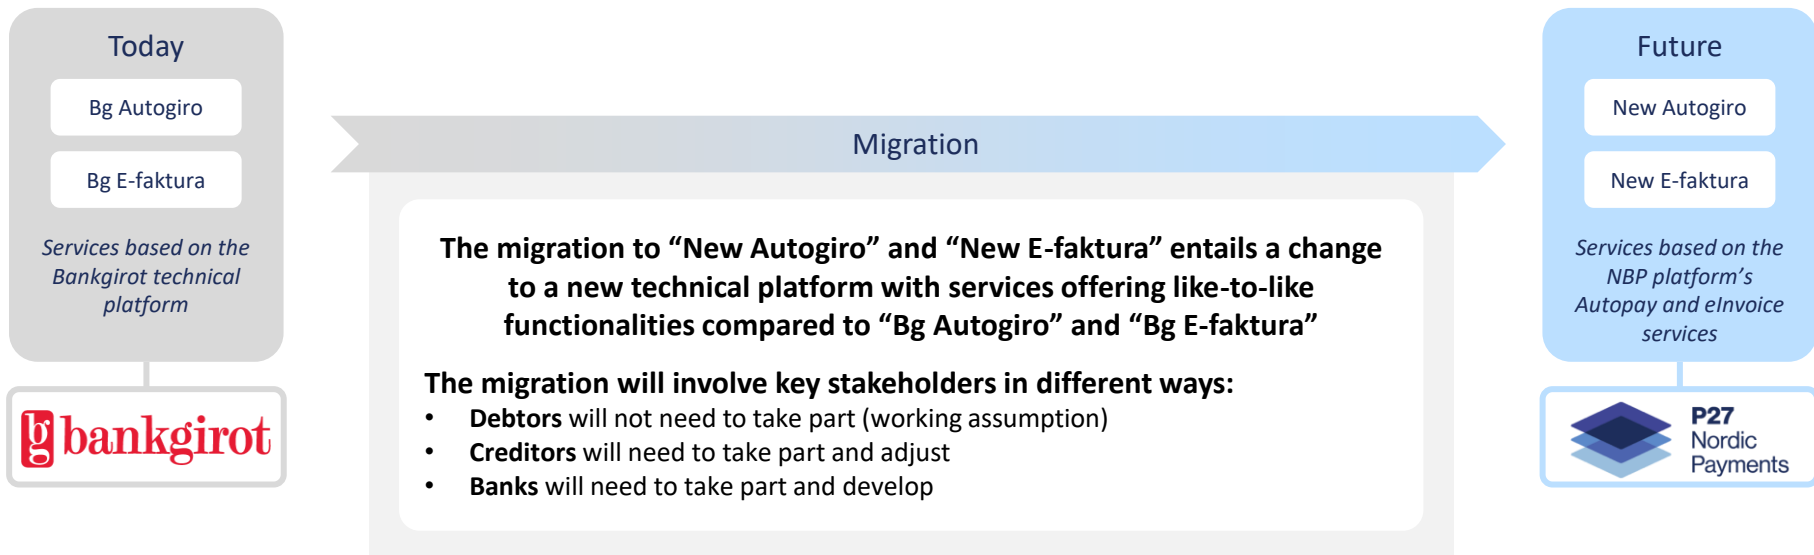 Today
Bg Autogiro
Bg E-faktura
Services based on the
Bankgirot technical
platform
bg bankgirot
Migration
The migration to “New Autogiro” and “New E-faktura” entails a change
to a new technical platform with services offering like-to-like
functionalities compared to “Bg Autogiro” and “Bg E-faktura”
The migration will involve key stakeholders in different ways:
• Debtors will not need to take part (working assumption)
• Creditors will need to take part and adjust
• Banks will need to take part and develop
Future
New Autogiro
New E-faktura
Services based on the
NBP platform’s
Autopay and eInvoice
services
P27
Nordic
Payments